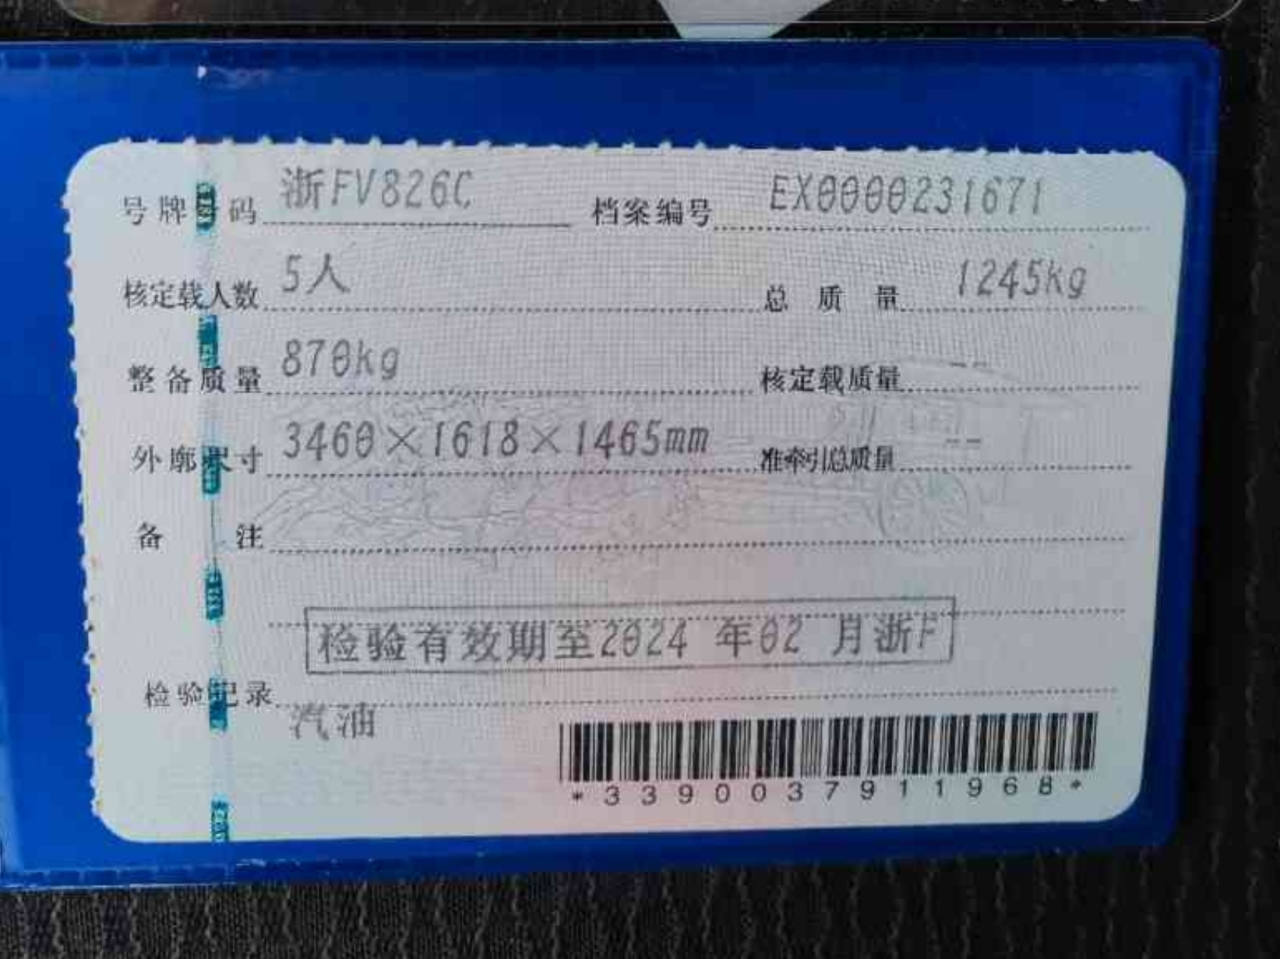 号牌号码 浙FV826C 档案编号 EX0000231671
核定载人数 5人 总质量 1245kg
整备质量 870kg 核定载质量 --
外廓尺寸 3460×1618×1465mm 准牵引总质量 --
备注
检验有效期至2024 年02 月浙F
检验记录
汽油
*3390037911968*